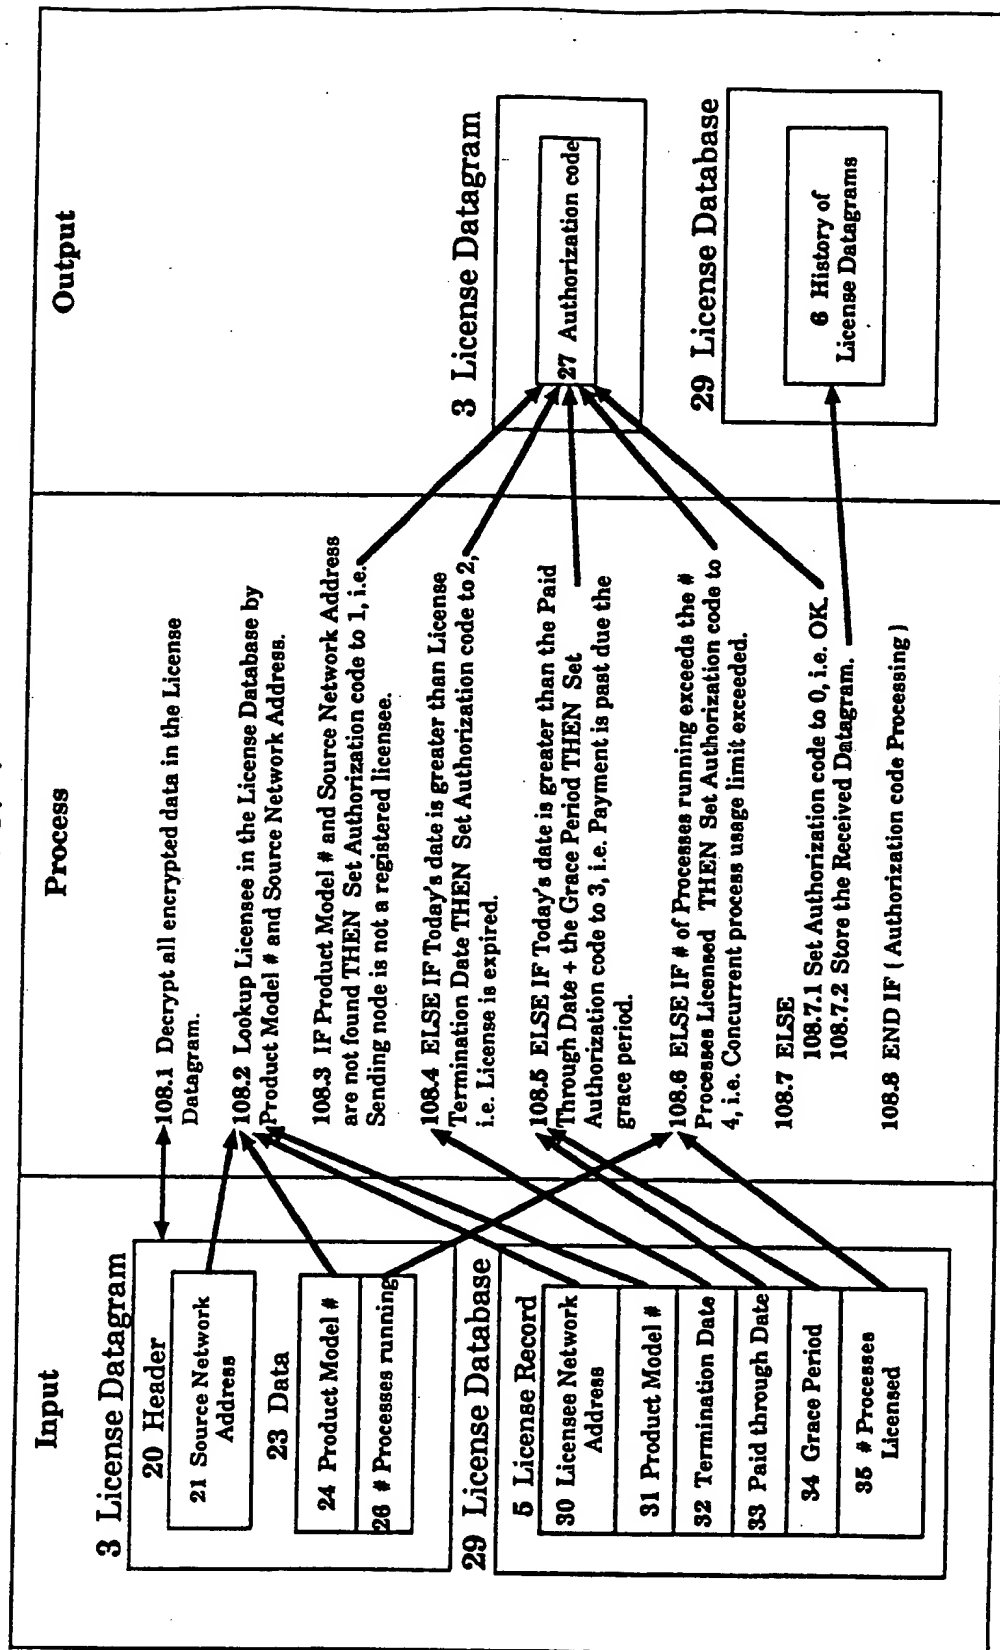 Input
3 License Datagram
20 Header
21 Source Network
Address
23 Data
24 Product Model #
26 # Processes running
29 License Database
5 License Record
30 Licensee Network
Address
31 Product Model #
32 Termination Date
33 Paid through Date
34 Grace Period
35 # Processes
Licensed
Process
108.1 Decrypt all encrypted data in the License
Datagram.
108.2 Lookup Licensee in the License Database by
Product Model # and Source Network Address.
108.3 IF Product Model # and Source Network Address
are not found THEN Set Authorization code to 1, i.e.
Sending node is not a registered licensee.
108.4 ELSE IF Today's date is greater than License
Termination Date THEN Set Authorization code to 2,
i.e. License is expired.
108.5 ELSE IF Today's date is greater than the Paid
Through Date + the Grace Period THEN Set
Authorization code to 3, i.e. Payment is past due the
grace period.
108.6 ELSE IF # of Processes running exceeds the #
Processes Licensed THEN Set Authorization code to
4, i.e. Concurrent process usage limit exceeded.
108.7 ELSE
108.7.1 Set Authorization code to 0, i.e. OK.
108.7.2 Store the Received Datagram.
108.8 END IF ( Authorization code Processing )
Output
3 License Datagram
27 Authorization code
29 License Database
6 History of
License Datagrams